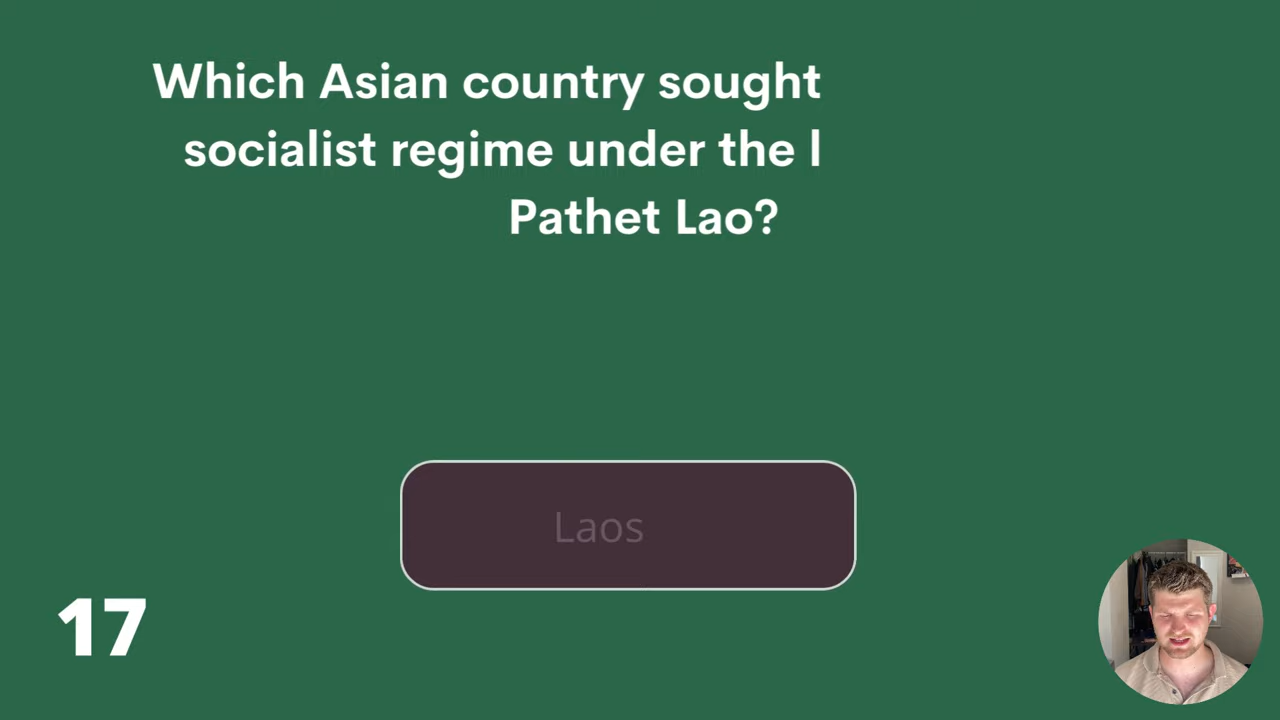 Which Asian country sought
socialist regime under the l
Pathet Lao?
Laos
17